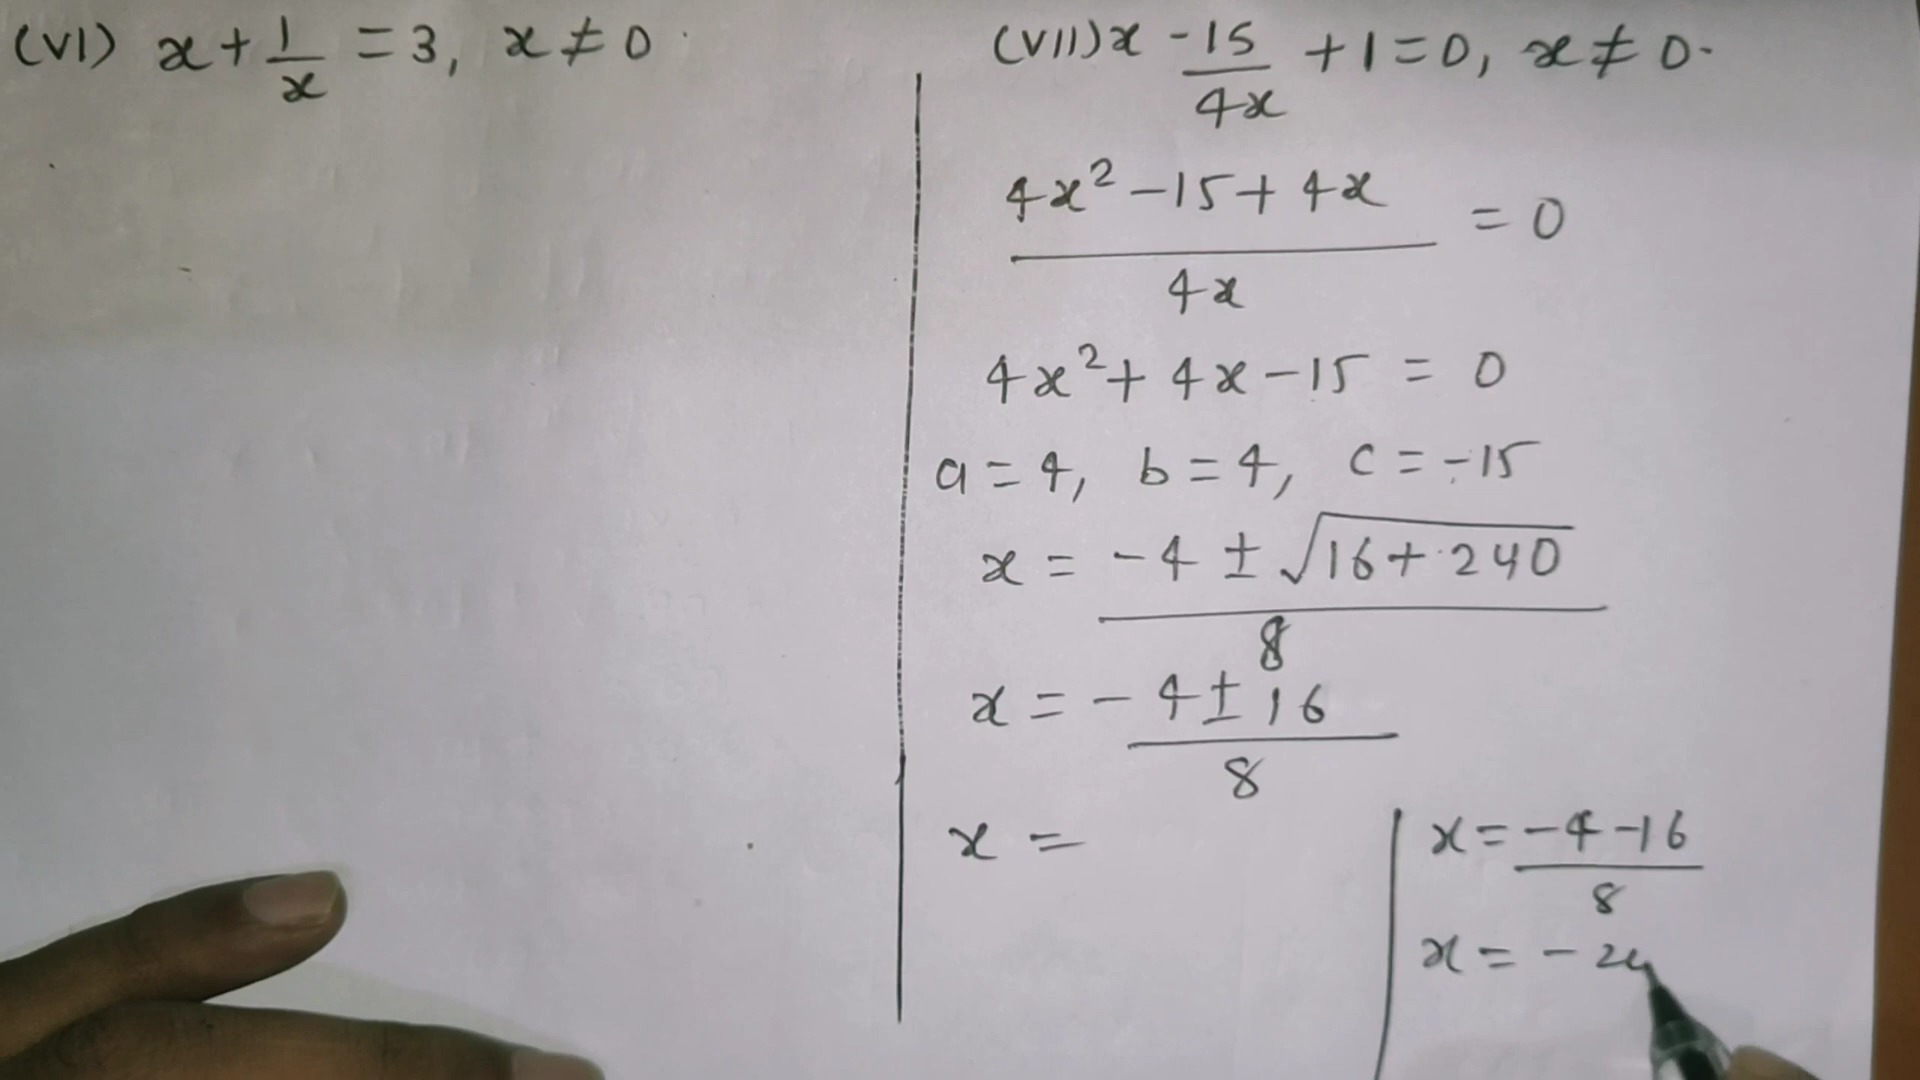 (VI) x + 1/x = 3, x ≠ 0
(VII) x - 15/4x + 1 = 0, x ≠ 0.
4x² - 15 + 4x / 4x = 0
4x² + 4x - 15 = 0
a = 4, b = 4, c = -15
x = -4 ± √16 + 240 / 8
x = -4 ± 16 / 8
x =
x = -4 - 16 / 8
x = -2